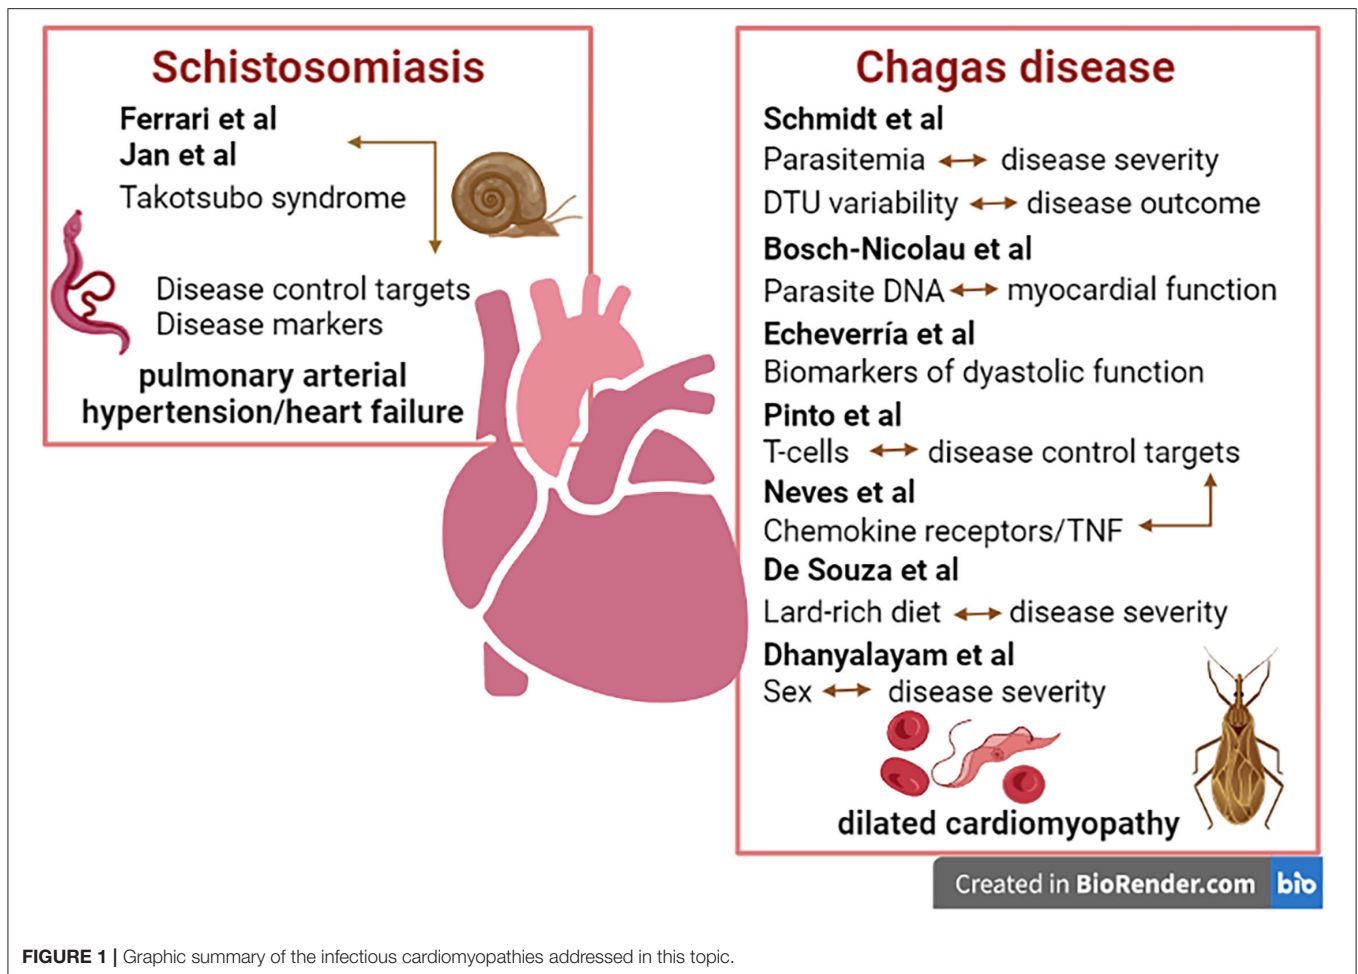 Schistosomiasis
Ferrari et al
Jan et al
Takotsubo syndrome
Disease control targets
Disease markers
pulmonary arterial
hypertension/heart failure
Chagas disease
Schmidt et al
Parasitemia ↔ disease severity
DTU variability ↔ disease outcome
Bosch-Nicolau et al
Parasite DNA ↔ myocardial function
Echeverría et al
Biomarkers of dyastolic function
Pinto et al
T-cells ↔ disease control targets
Neves et al
Chemokine receptors/TNF
De Souza et al
Lard-rich diet ↔ disease severity
Dhanyalayam et al
Sex ↔ disease severity
dilated cardiomyopathy
Created in BioRender.com bio
FIGURE 1 | Graphic summary of the infectious cardiomyopathies addressed in this topic.